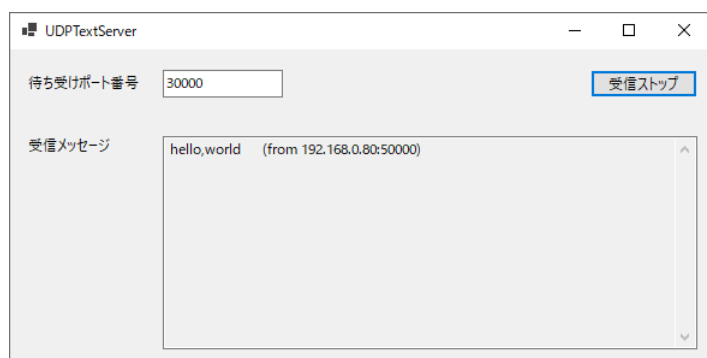 UDPTextServer
待ち受けポート番号 30000 受信ストップ
受信メッセージ hello,world (from 192.168.0.80:50000)